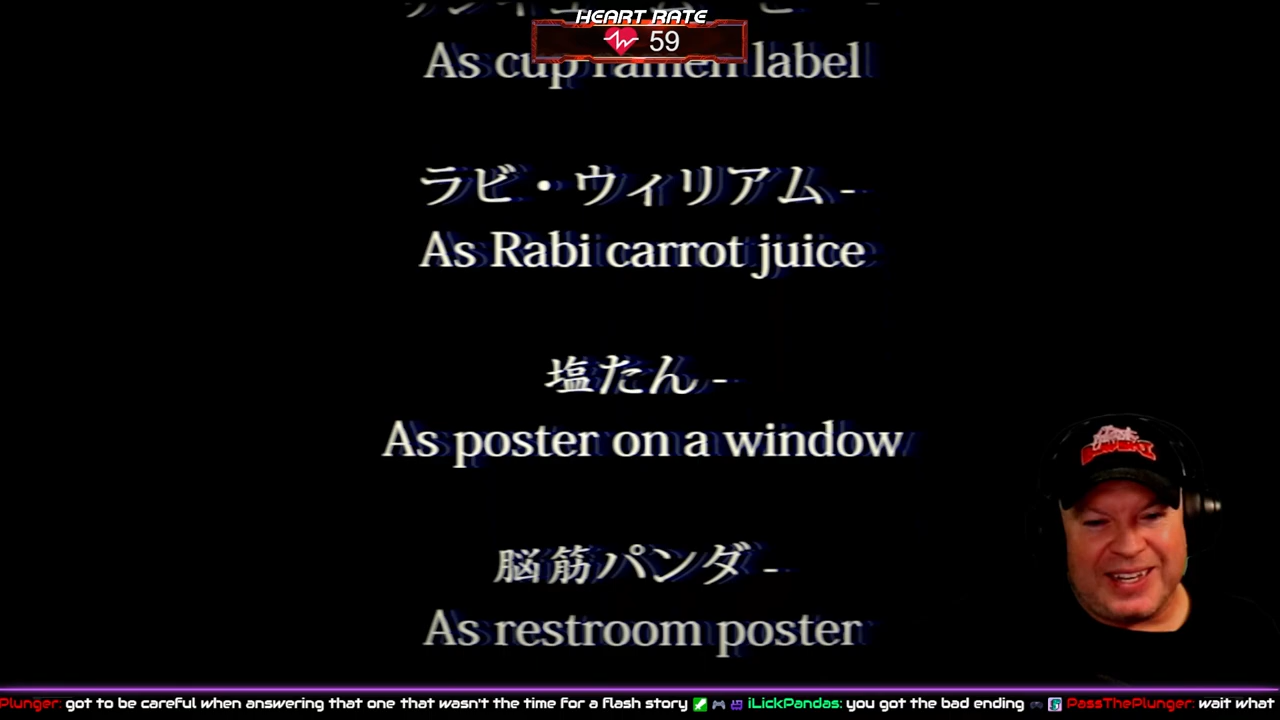 HEART RATE
59
As cup ramen label
ラビ・ウィリアム -
As Rabi carrot juice
塩たん -
As poster on a window
脳筋パンダ -
As restroom poster
Plunger: got to be careful when answering that one that wasn't the time for a flash story iLickPandas: you got the bad ending PassThePlunger: wait what